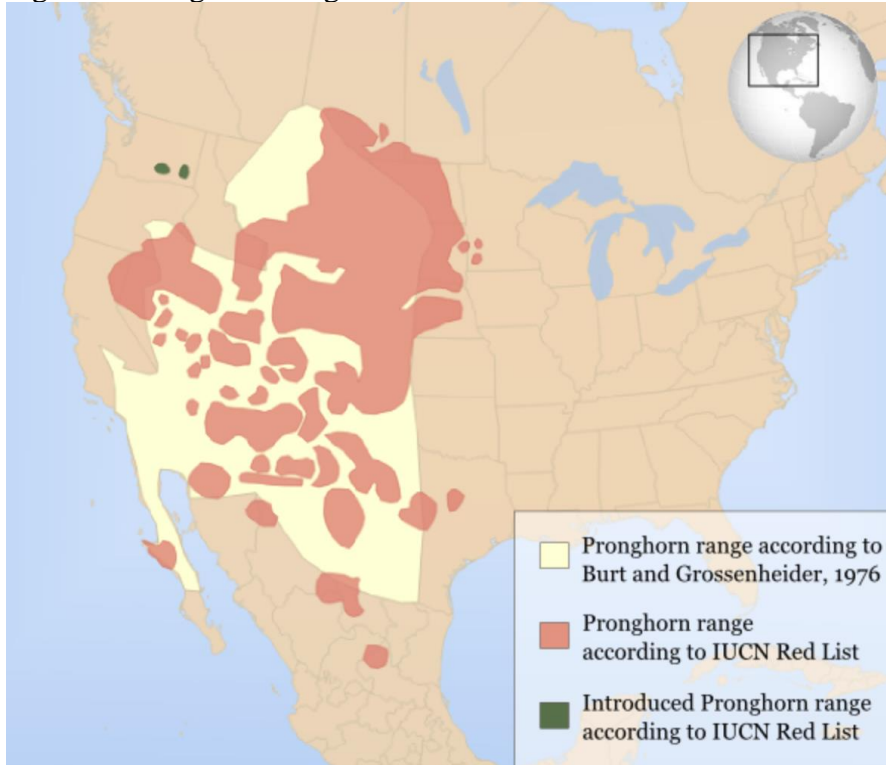 Pronghorn range according to
Burt and Grossenheider, 1976
Pronghorn range
according to IUCN Red List
Introduced Pronghorn range
according to IUCN Red List